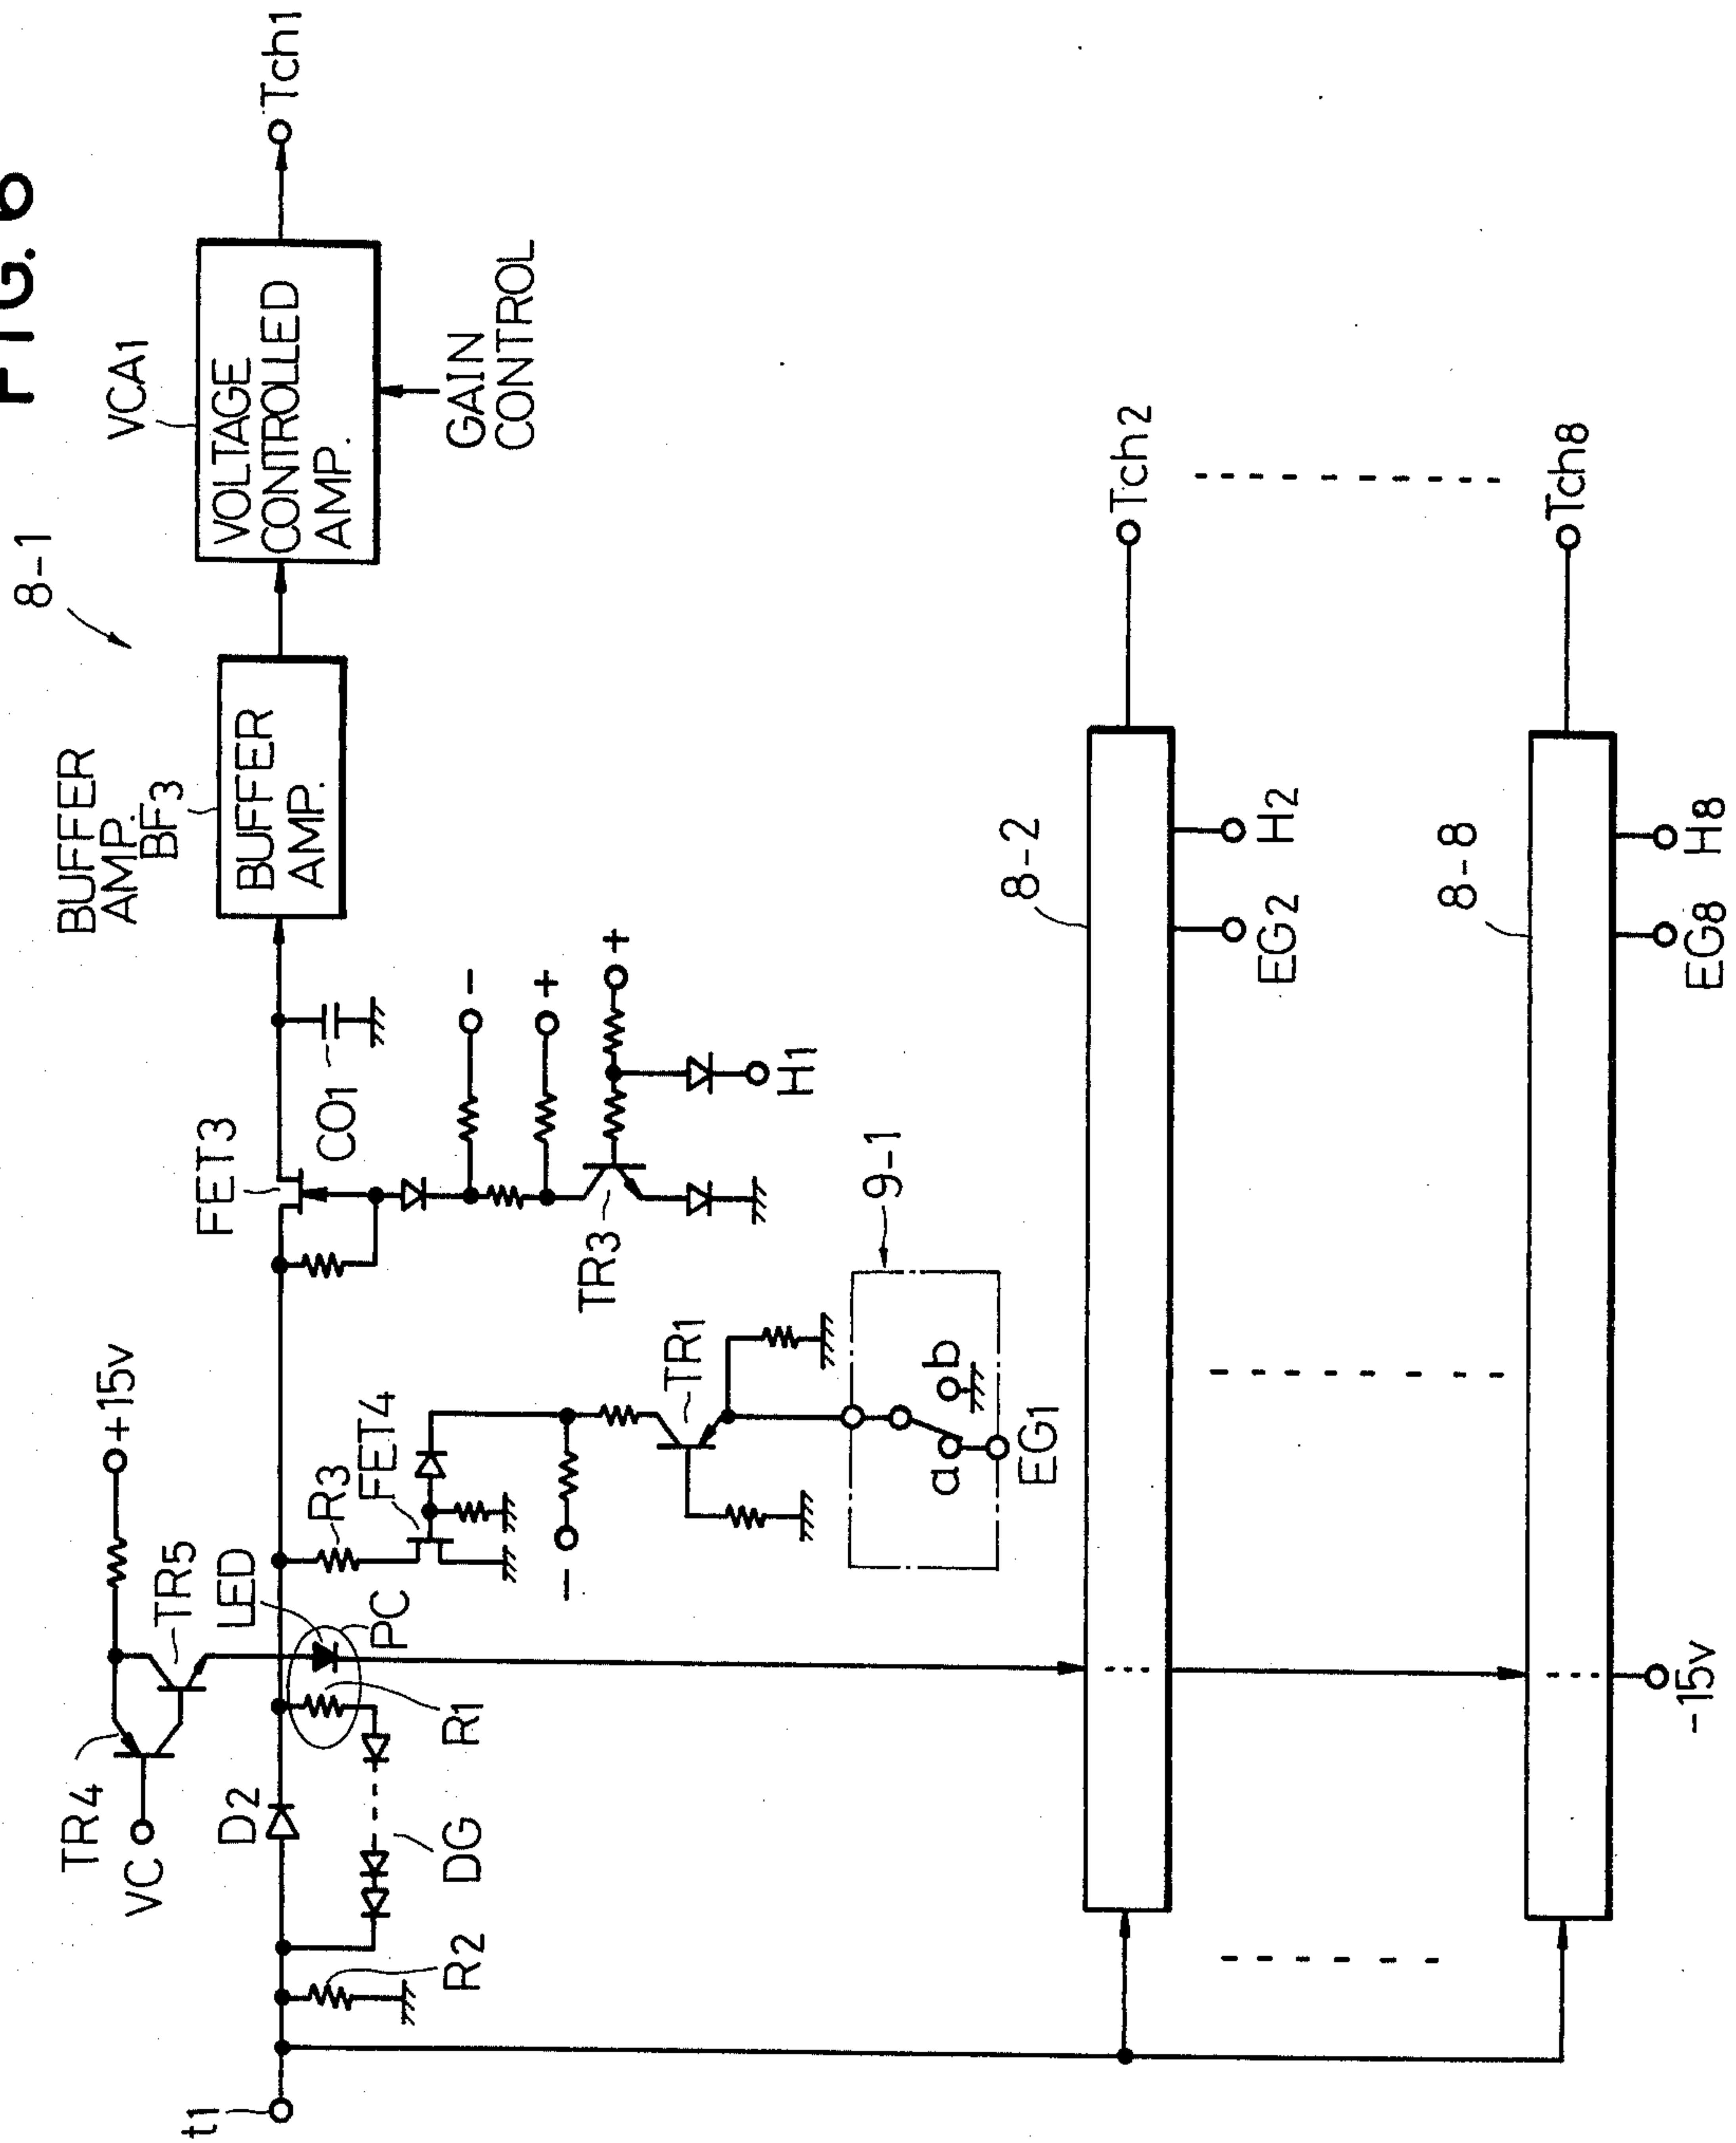 FIG. 6
8-1
VCA1
VOLTAGE
CONTROLLED
AMP.
GAIN
CONTROL
Tch1
BUFFER
AMP.
BF3
BUFFER
AMP.
FET3
CO1
-
+
+
H1
TR3
+15v
TR4
TR5
VC
LED
PC
R3
FET4
TR1
-
9-1
a
b
EG1
t1
D2
R1
DG
R2
8-2
Tch2
EG2
H2
8-8
Tch8
EG8
H8
-15v